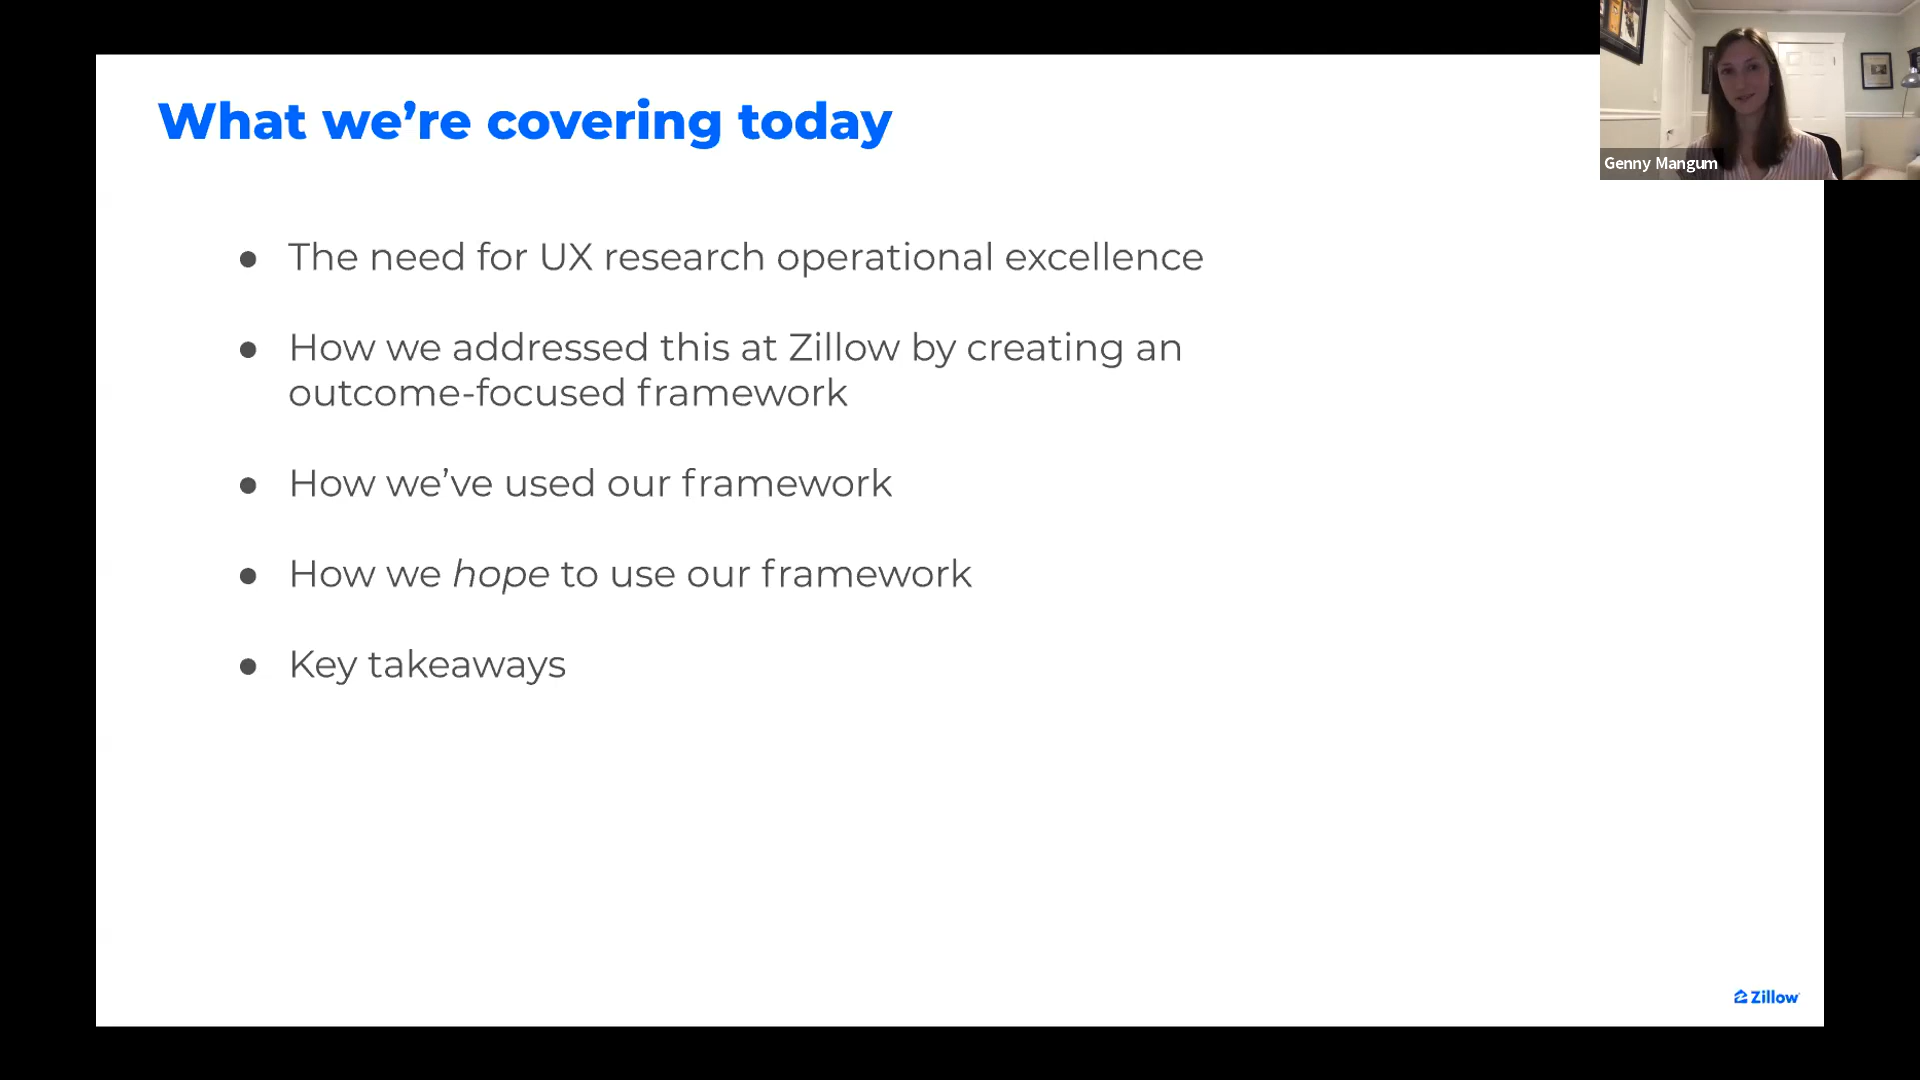 What we’re covering today
Genny Mangum
● The need for UX research operational excellence
● How we addressed this at Zillow by creating an
outcome-focused framework
● How we’ve used our framework
● How we hope to use our framework
● Key takeaways
Zillow